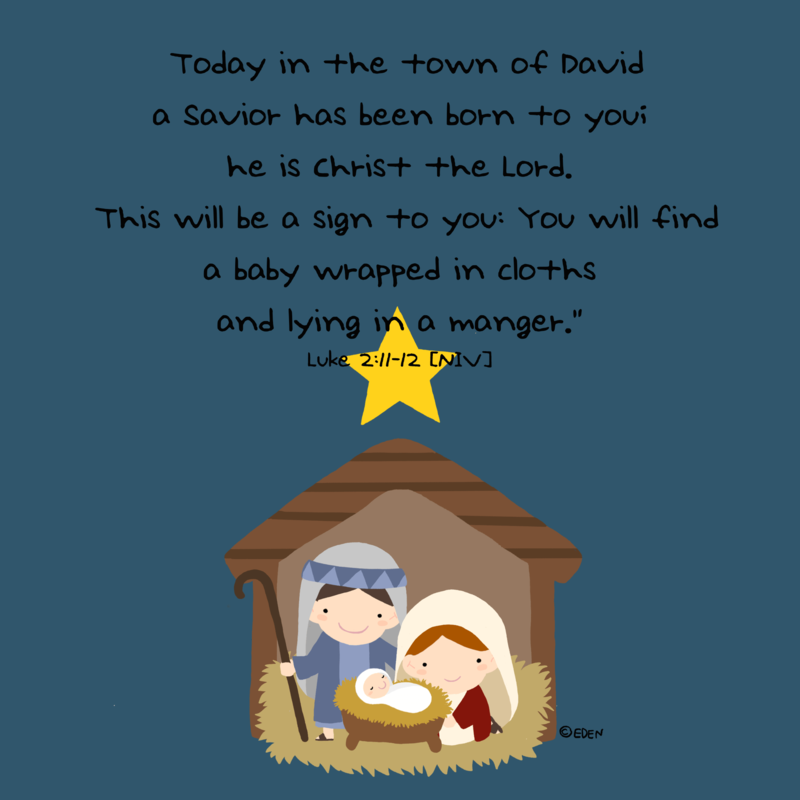 Today in the town of David
a Savior has been born to you;
he is Christ the Lord.
This will be a sign to you: You will find
a baby wrapped in cloths
and lying in a manger."
Luke 2:11-12 [NIV]
©EDEN